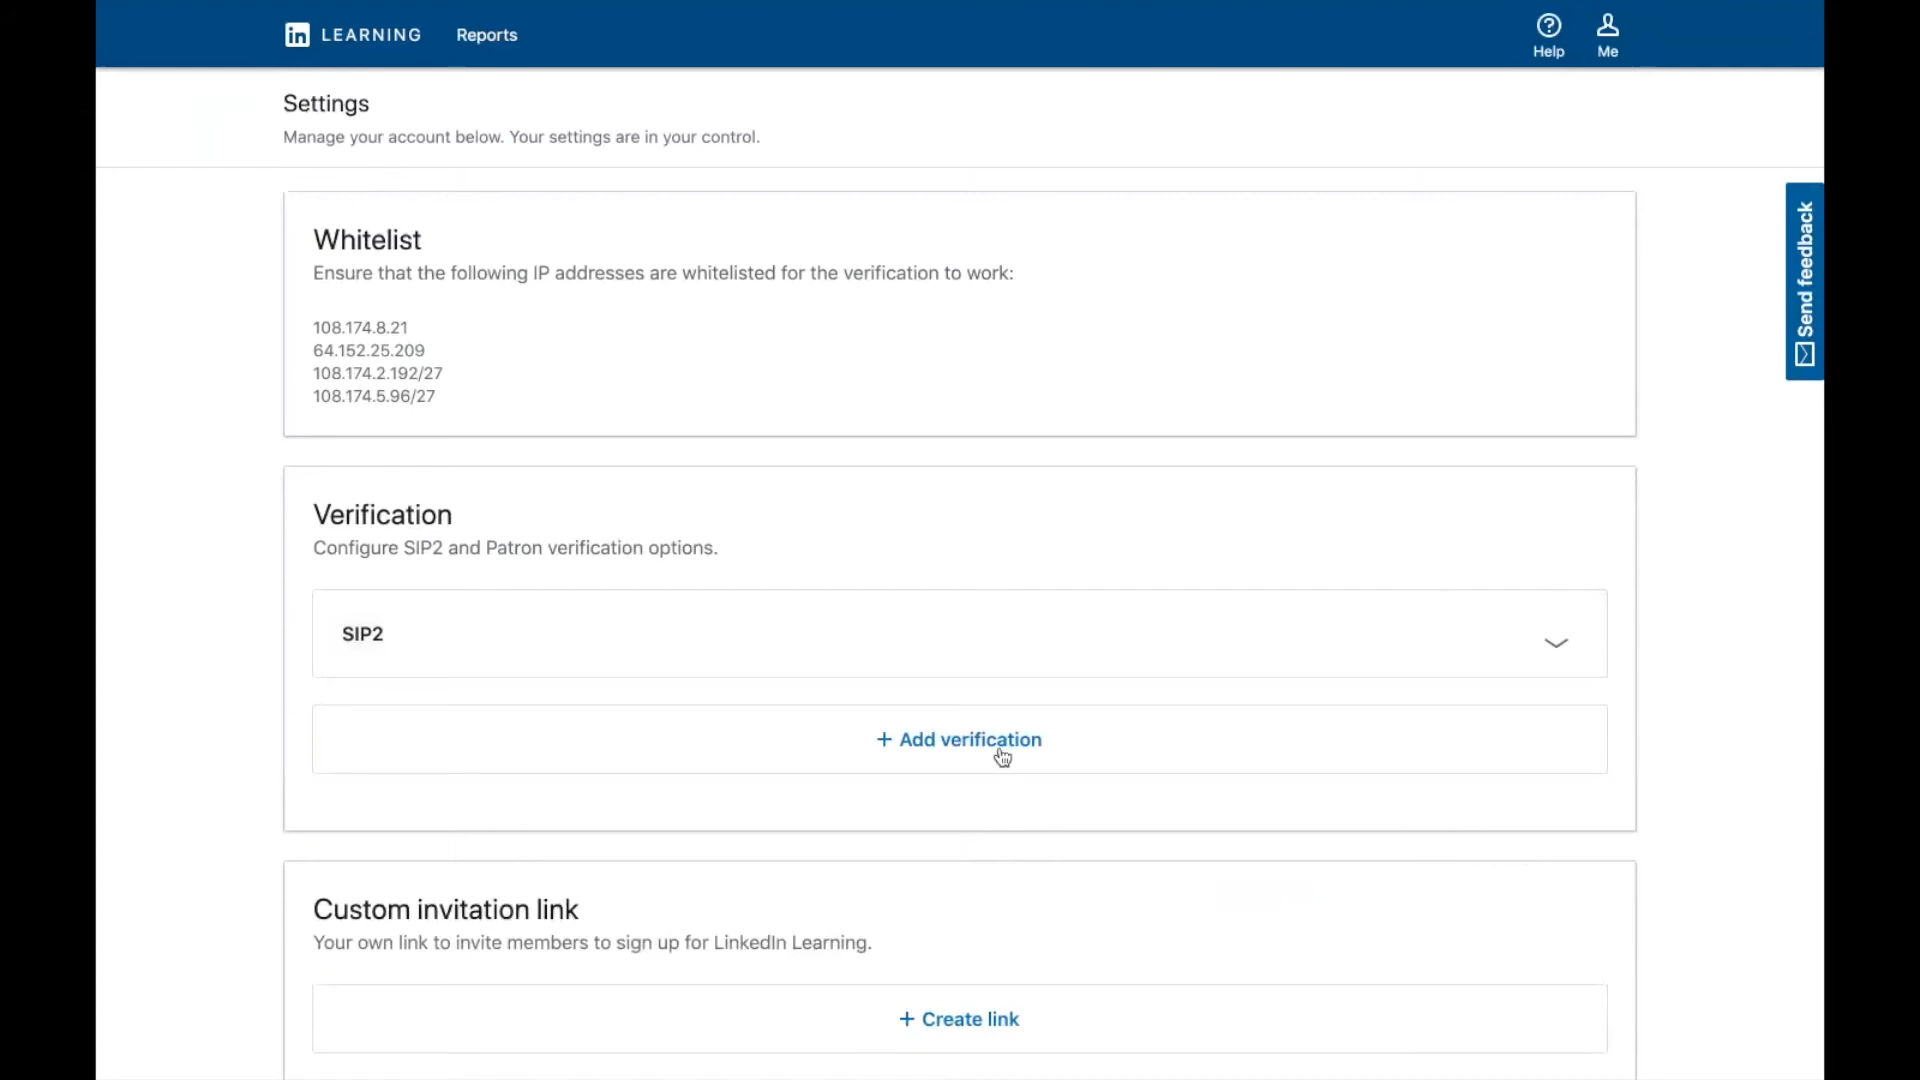 in LEARNING
Reports
Help
Me
Settings
Manage your account below. Your settings are in your control.
Send feedback
Whitelist
Ensure that the following IP addresses are whitelisted for the verification to work:
108.174.8.21
64.152.25.209
108.174.2.192/27
108.174.5.96/27
Verification
Configure SIP2 and Patron verification options.
SIP2
+ Add verification
Custom invitation link
Your own link to invite members to sign up for LinkedIn Learning.
+ Create link